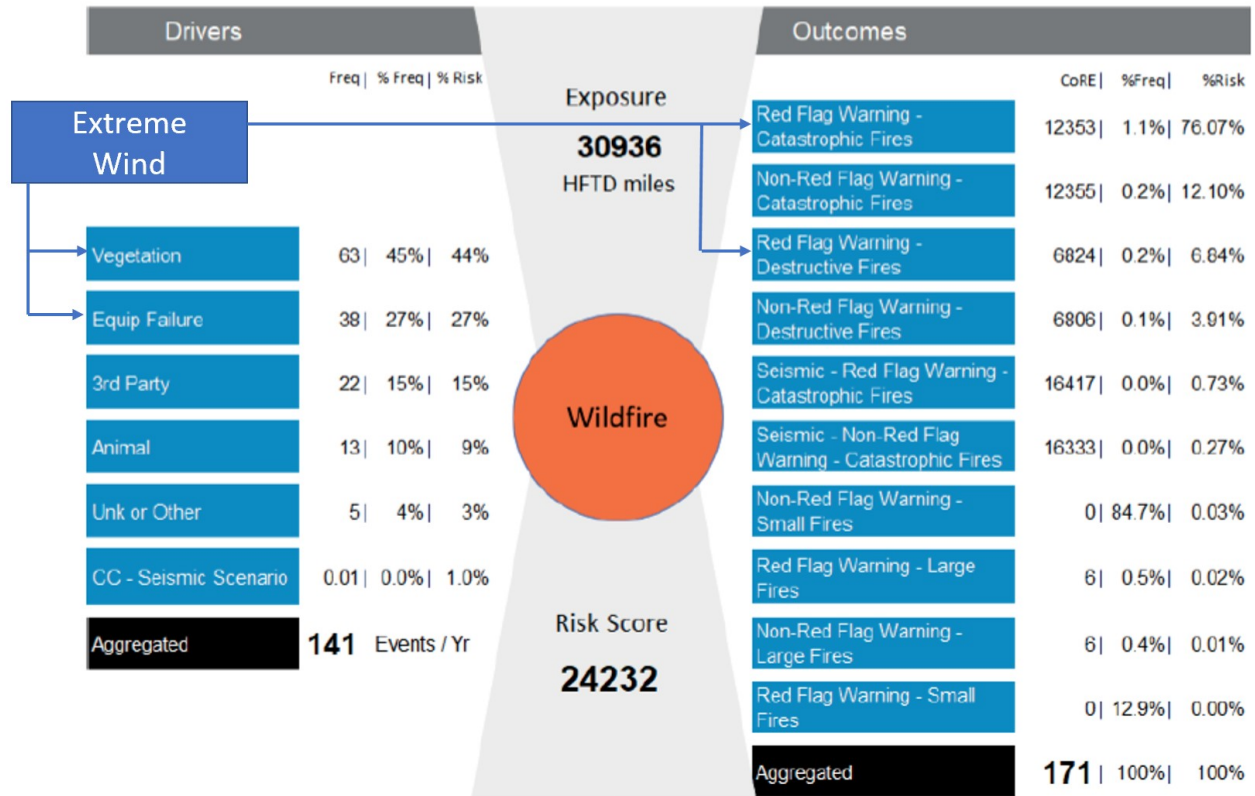 Drivers
Freq| % Freq| % Risk
Extreme
Wind
Vegetation 63| 45%| 44%
Equip Failure 38| 27%| 27%
3rd Party 22| 15%| 15%
Animal 13| 10%| 9%
Unk or Other 5| 4%| 3%
CC - Seismic Scenario 0.01| 0.0%| 1.0%
Aggregated 141 Events / Yr
Exposure
30936
HFTD miles
Wildfire
Risk Score
24232
Outcomes
CoRE| %Freq| %Risk
Red Flag Warning -
Catastrophic Fires 12353| 1.1%| 76.07%
Non-Red Flag Warning -
Catastrophic Fires 12355| 0.2%| 12.10%
Red Flag Warning -
Destructive Fires 6824| 0.2%| 6.84%
Non-Red Flag Warning -
Destructive Fires 6806| 0.1%| 3.91%
Seismic - Red Flag Warning -
Catastrophic Fires 16417| 0.0%| 0.73%
Seismic - Non-Red Flag
Warning - Catastrophic Fires 16333| 0.0%| 0.27%
Non-Red Flag Warning -
Small Fires 0| 84.7%| 0.03%
Red Flag Warning - Large
Fires 6| 0.5%| 0.02%
Non-Red Flag Warning -
Large Fires 6| 0.4%| 0.01%
Red Flag Warning - Small
Fires 0| 12.9%| 0.00%
Aggregated 171| 100%| 100%